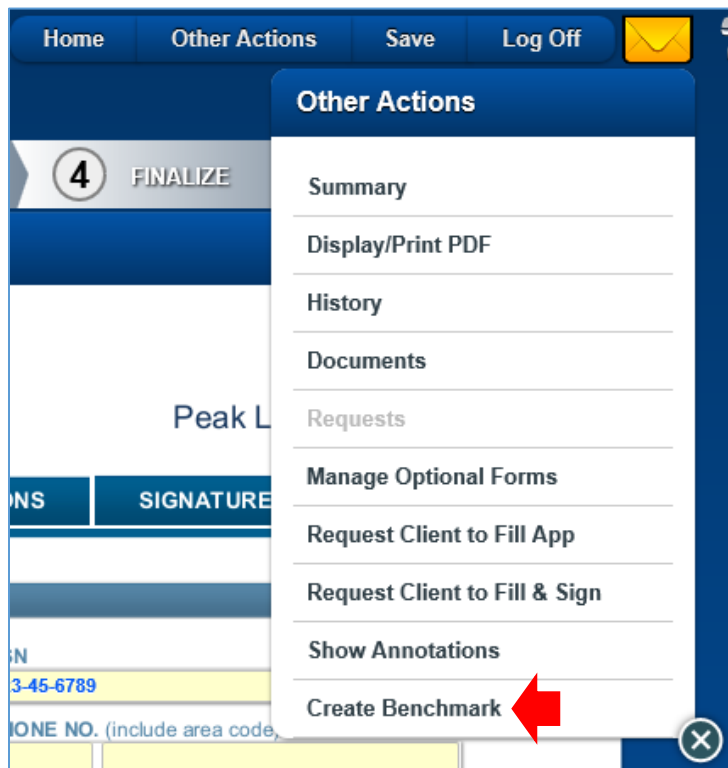 Home Other Actions Save Log Off
Other Actions
4 FINALIZE
Summary
Display/Print PDF
History
Documents
Peak L
Requests
Manage Optional Forms
NS SIGNATURE
Request Client to Fill App
Request Client to Fill & Sign
Show Annotations
SN
3-45-6789
Create Benchmark
IONE NO. (include area code)